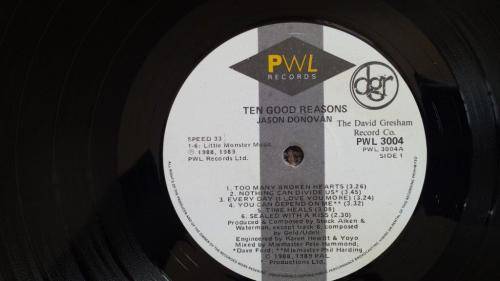 PWL
RECORDS
dgr
TEN GOOD REASONS
JASON DONOVAN
The David Gresham
Record Co.
PWL 3004
PWL 3004A
SIDE 1
SPEED 33
1-6: Little Monster Music
℗ 1988, 1989
PWL Records Ltd.
1. TOO MANY BROKEN HEARTS (3.26)
2. NOTHING CAN DIVIDE US* (3.45)
3. EVERY DAY (I LOVE YOU MORE) (3.24)
4. YOU CAN DEPEND ON ME** (3.32)
TIME HEALS (3.08)
6. SEALED WITH A KISS (2.30)
Produced & Composed by Stock Aiken &
Waterman, except track 6, composed by
Geld/Udell
Engineered by Karen Hewitt & Yoyo
Mixed by Mixmaster Pete Hammond,
*Dave Ford; **Mixmaster Phil Harding
© 1988, 1989 PAL
Productions Ltd.